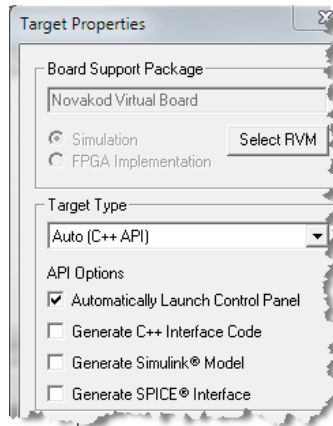 Target Properties
Board Support Package
Novakod Virtual Board
Simulation
Select RVM
FPGA Implementation
Target Type
Auto (C++ API)
API Options
Automatically Launch Control Panel
Generate C++ Interface Code
Generate Simulink® Model
Generate SPICE® Interface